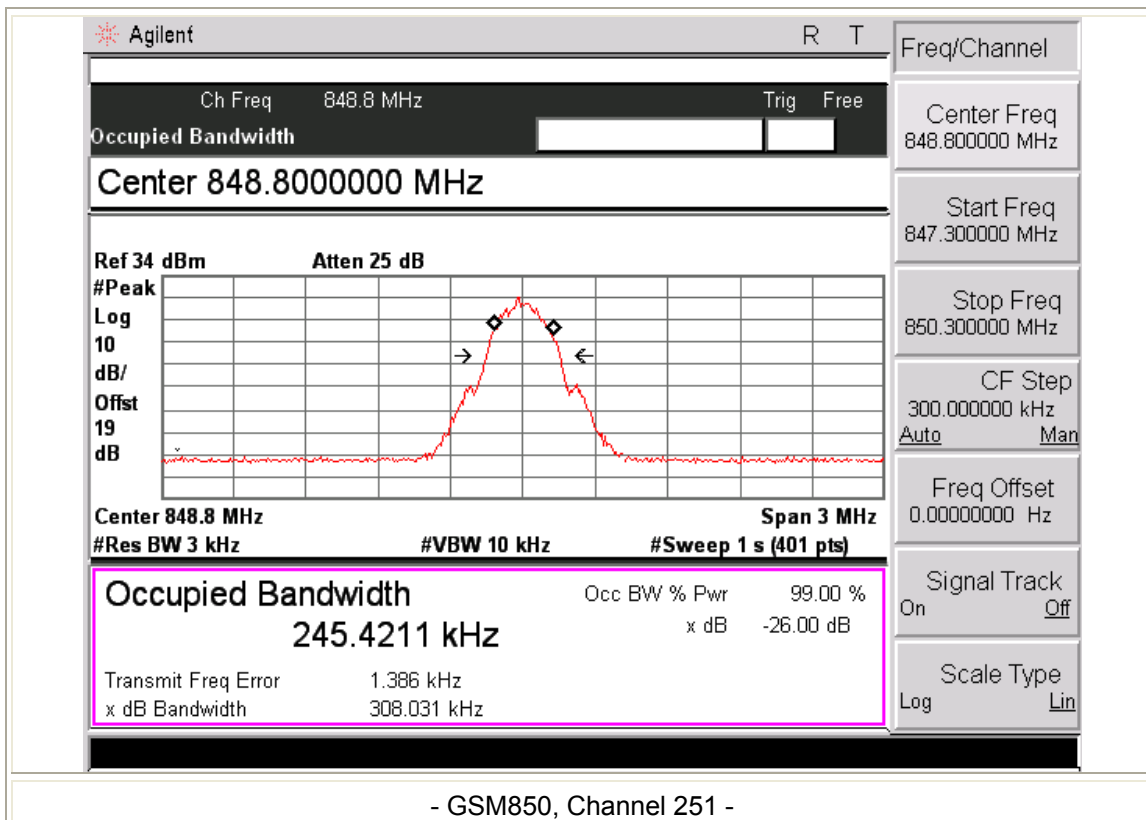 Agilent R T
Ch Freq 848.8 MHz Trig Free
Occupied Bandwidth
Center 848.8000000 MHz
Ref 34 dBm Atten 25 dB
#Peak
Log
10
dB/
Offst
19
dB
Center 848.8 MHz Span 3 MHz
#Res BW 3 kHz #VBW 10 kHz #Sweep 1 s (401 pts)
Occupied Bandwidth
245.4211 kHz
Occ BW % Pwr 99.00 %
x dB -26.00 dB
Transmit Freq Error 1.386 kHz
x dB Bandwidth 308.031 kHz
Freq/Channel
Center Freq
848.800000 MHz
Start Freq
847.300000 MHz
Stop Freq
850.300000 MHz
CF Step
300.000000 kHz
Auto Man
Freq Offset
0.00000000 Hz
Signal Track
On Off
Scale Type
Log Lin
- GSM850, Channel 251 -